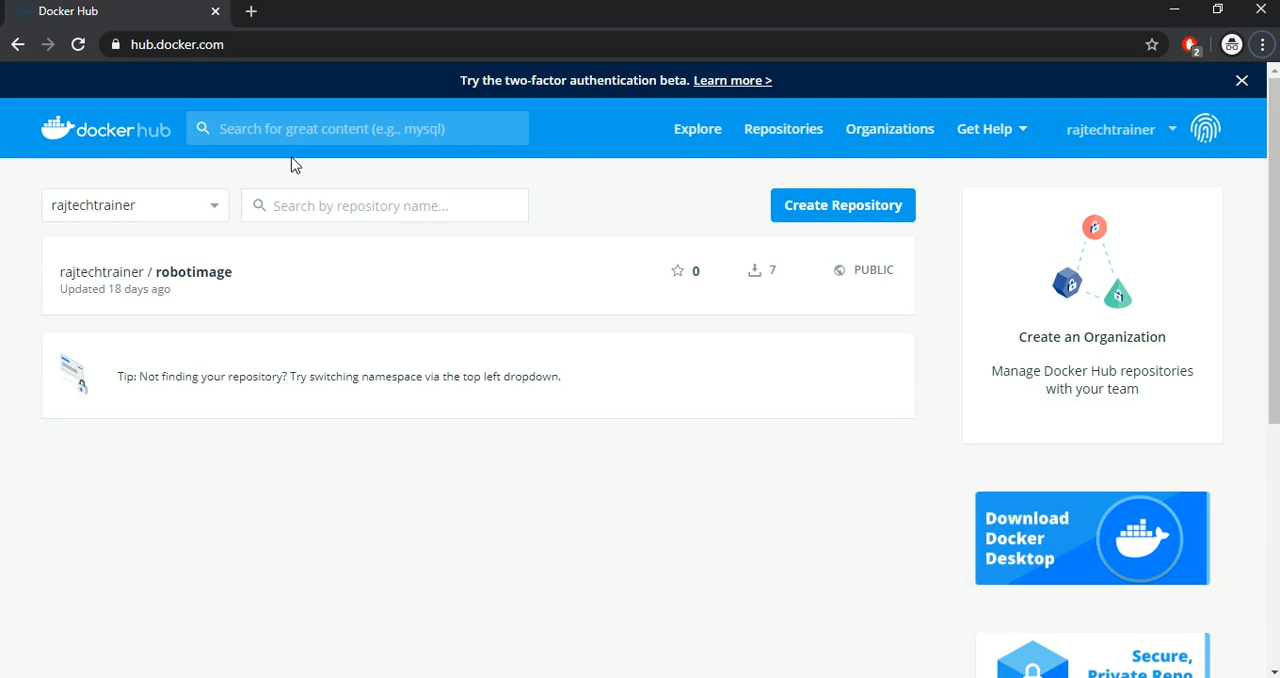 Docker Hub
hub.docker.com
2
Try the two-factor authentication beta. Learn more >
dockerhub
Search for great content (e.g., mysql)
Explore
Repositories
Organizations
Get Help
rajtechtrainer
rajtechtrainer
Search by repository name...
Create Repository
rajtechtrainer / robotimage
0
7
PUBLIC
Updated 18 days ago
Tip: Not finding your repository? Try switching namespace via the top left dropdown.
Create an Organization
Manage Docker Hub repositories
with your team
Download
Docker
Desktop
Secure,
Private Repo